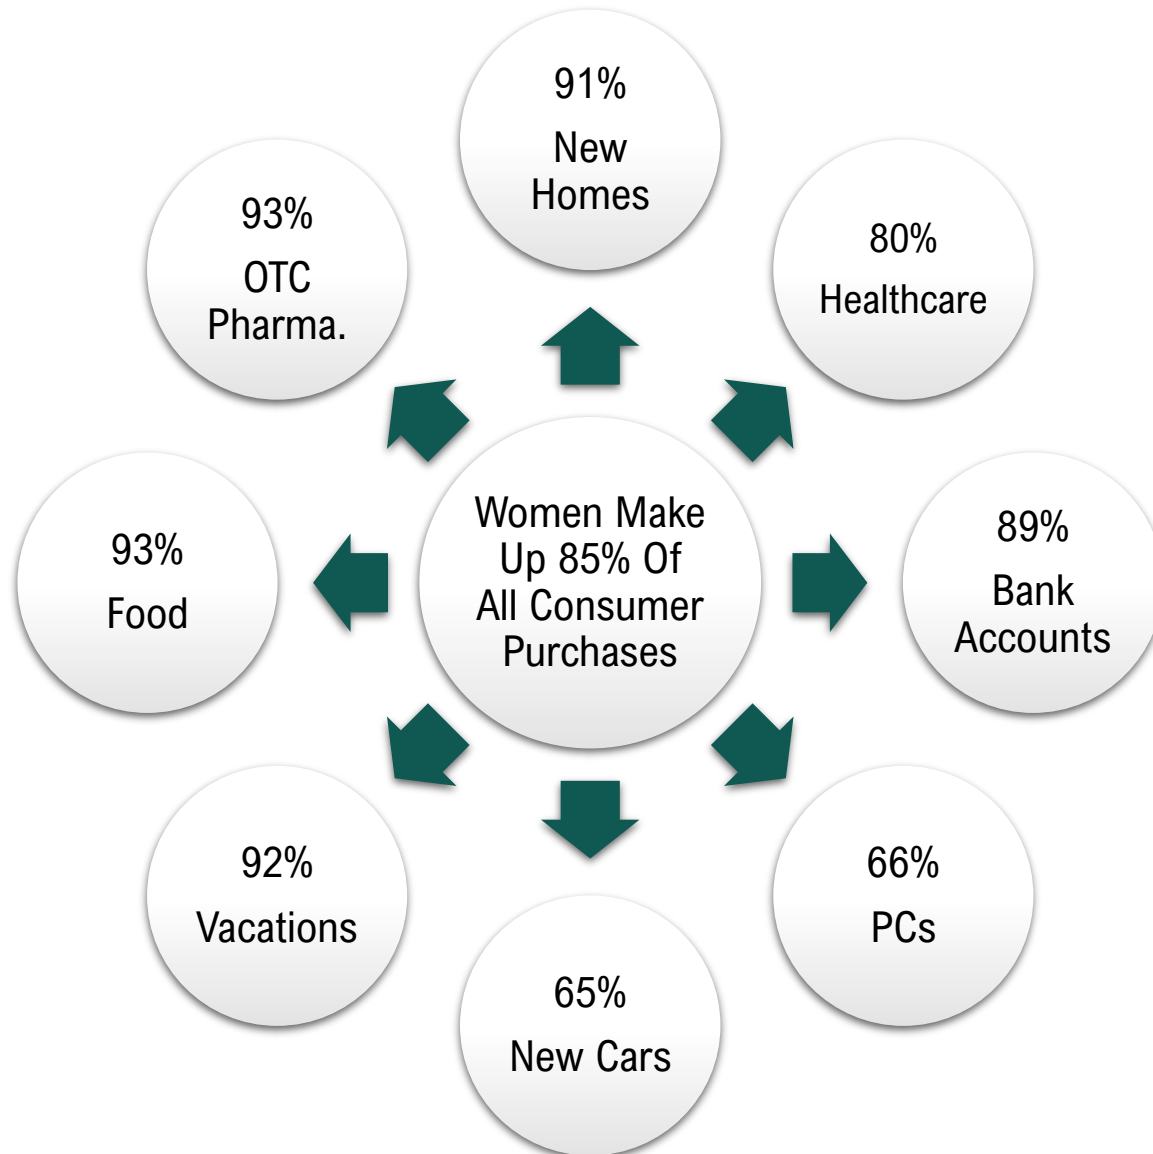 91%
New
Homes
80%
Healthcare
89%
Bank
Accounts
66%
PCs
65%
New Cars
92%
Vacations
93%
Food
93%
OTC
Pharma.
Women Make
Up 85% Of
All Consumer
Purchases